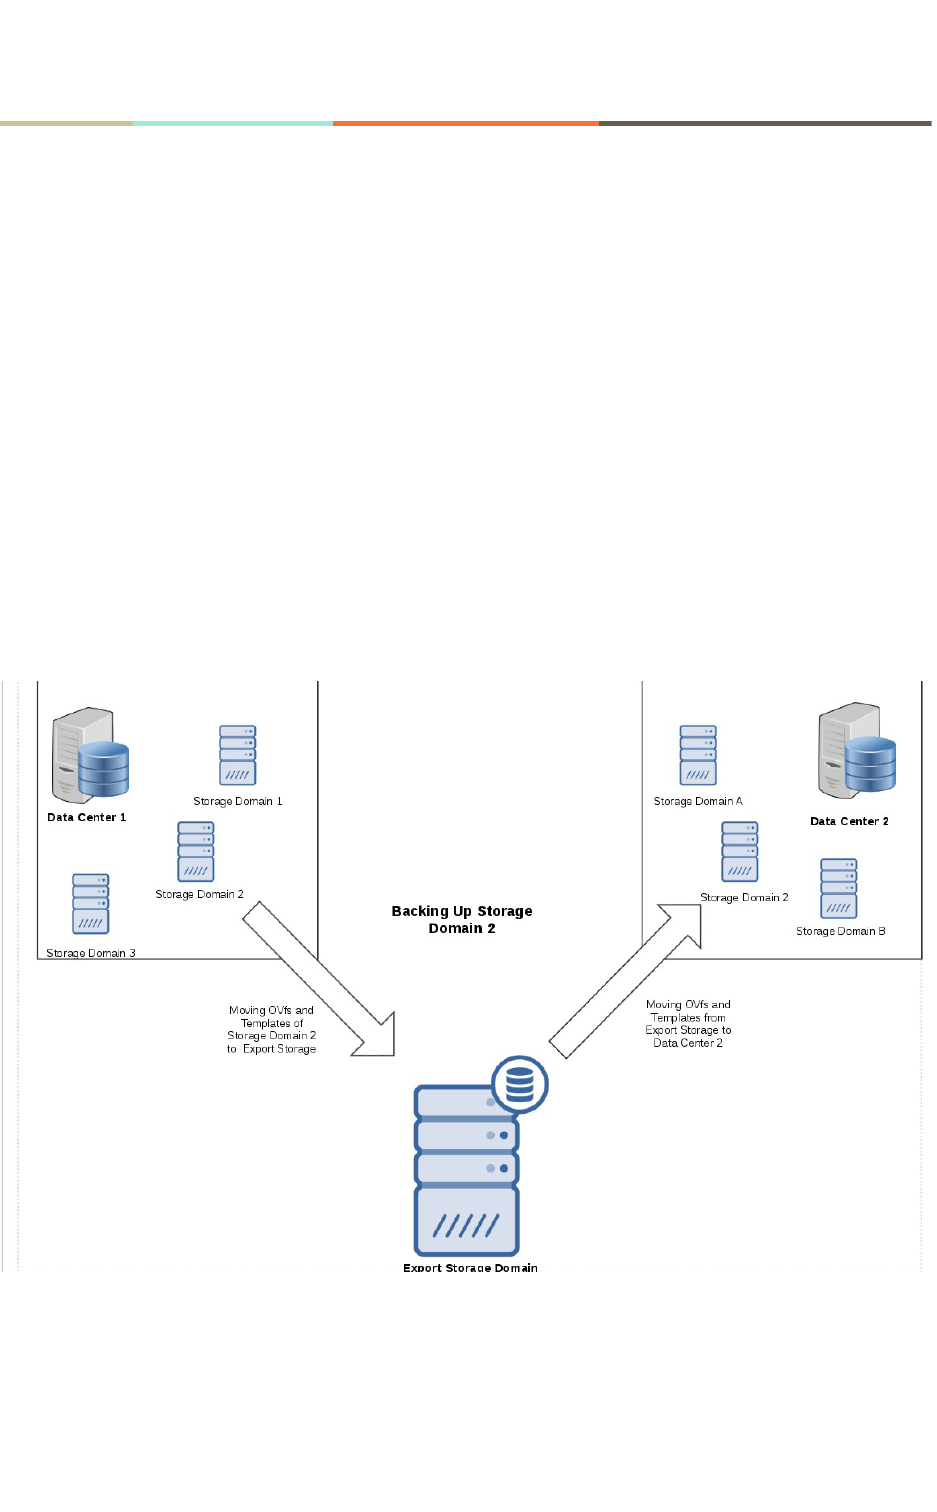 Storage Domain 1
Data Center 1
Storage Domain 2
Storage Domain 3
Storage Domain A
Data Center 2
Storage Domain 2
Storage Domain B
Backing Up Storage
Domain 2
Moving OVfs and
Templates of
Storage Domain 2
to Export Storage
Moving OVfs and
Templates from
Export Storage to
Data Center 2
Export Storage Domain